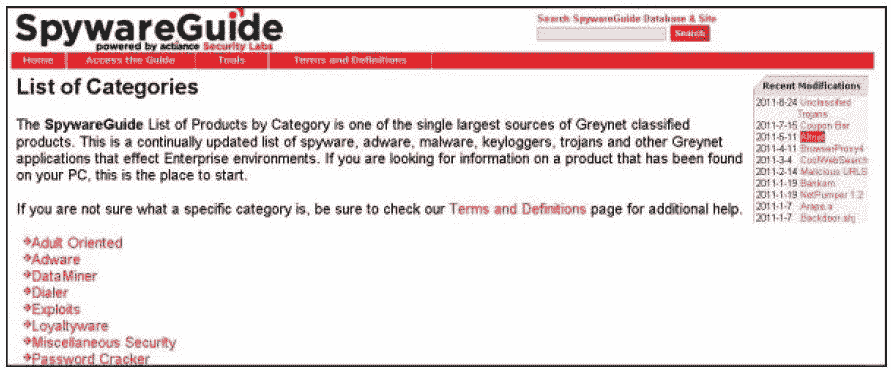 SpywareGuide
powered by actiance Security Labs
Search SpywareGuide Database & Site
Search
Home Access the Guide Tools Terms and Definitions
List of Categories
The SpywareGuide List of Products by Category is one of the single largest sources of Greynet classified
products. This is a continually updated list of spyware, adware, malware, keyloggers, trojans and other Greynet
applications that effect Enterprise environments. If you are looking for information on a product that has been found
on your PC, this is the place to start.
If you are not sure what a specific category is, be sure to check our Terms and Definitions page for additional help.
Adult Oriented
Adware
DataMiner
Dialer
Exploits
Loyaltyware
Miscellaneous Security
Password Cracker
Recent Modifications
2011-8-24 Unclassified
Trojans
2011-7-15 Coupon Bar
2011-5-11
2011-4-11 BrowserProxy4
2011-3-4 CoolWebSearch
2011-2-14 Malicious URLS
2011-1-19 Bankam
2011-1-19 NetPumper 1.2
2011-1-7
2011-1-7